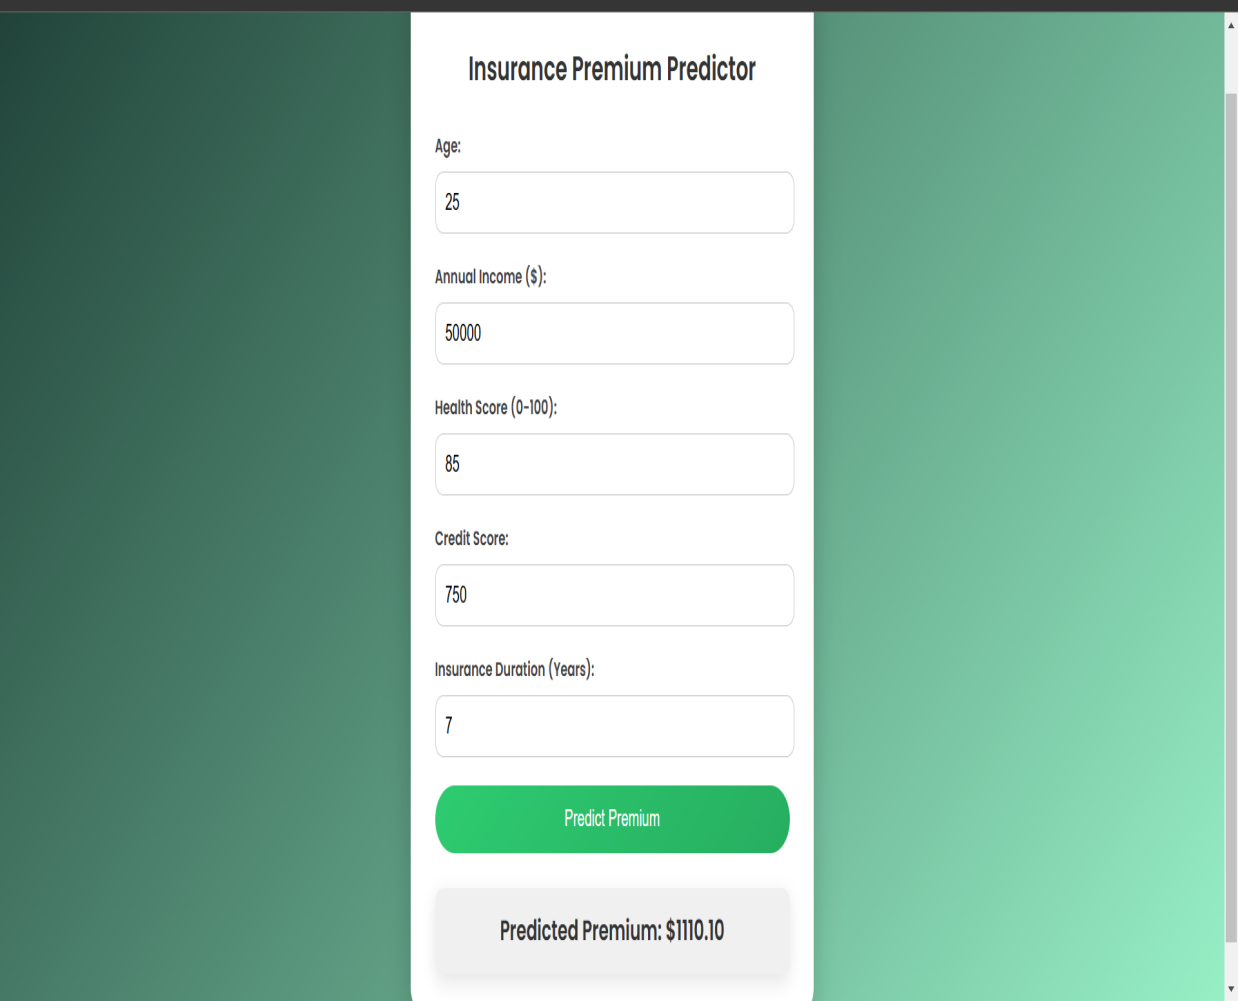 Insurance Premium Predictor
Age:
25
Annual Income ($):
50000
Health Score (0-100):
85
Credit Score:
750
Insurance Duration (Years):
7
Predict Premium
Predicted Premium: $1110.10